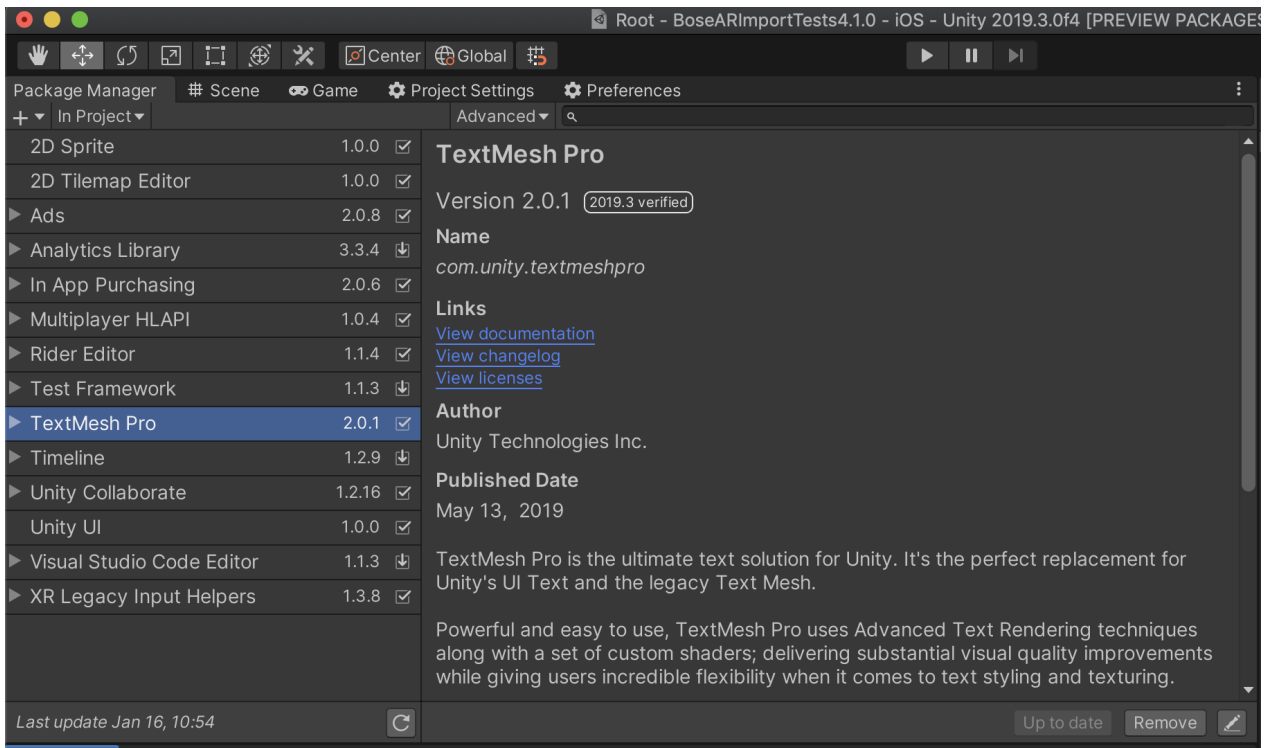 Root - BoseARImportTests4.1.0 - iOS - Unity 2019.3.0f4 [PREVIEW PACKAGES
Center Global
Package Manager Scene Game Project Settings Preferences
+ In Project Advanced
2D Sprite 1.0.0
2D Tilemap Editor 1.0.0
Ads 2.0.8
Analytics Library 3.3.4
In App Purchasing 2.0.6
Multiplayer HLAPI 1.0.4
Rider Editor 1.1.4
Test Framework 1.1.3
TextMesh Pro 2.0.1
Timeline 1.2.9
Unity Collaborate 1.2.16
Unity UI 1.0.0
Visual Studio Code Editor 1.1.3
XR Legacy Input Helpers 1.3.8
Last update Jan 16, 10:54
TextMesh Pro
Version 2.0.1 2019.3 verified
Name
com.unity.textmeshpro
Links
View documentation
View changelog
View licenses
Author
Unity Technologies Inc.
Published Date
May 13, 2019
TextMesh Pro is the ultimate text solution for Unity. It's the perfect replacement for
Unity's UI Text and the legacy Text Mesh.
Powerful and easy to use, TextMesh Pro uses Advanced Text Rendering techniques
along with a set of custom shaders; delivering substantial visual quality improvements
while giving users incredible flexibility when it comes to text styling and texturing.
Up to date Remove